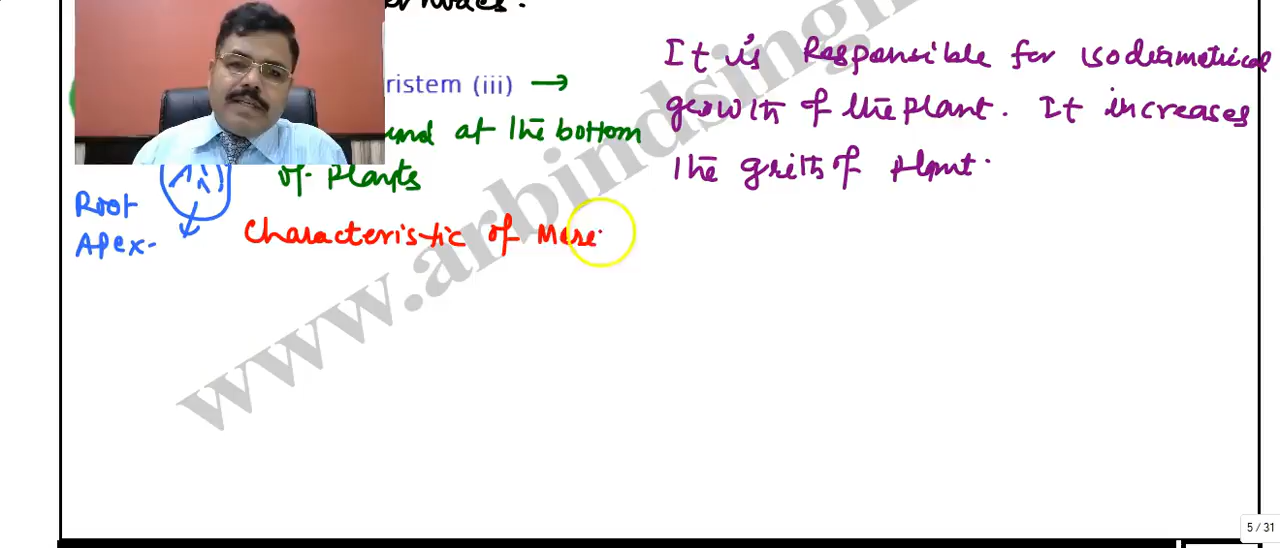 ristem (iii) →
und at the bottom
of Plants
Root
Apex-
Characteristic of Mere
It is Responsible for isodiametrical
growth of the plant. It increases
the grith of plant.
www.arbindsingh
5 / 31